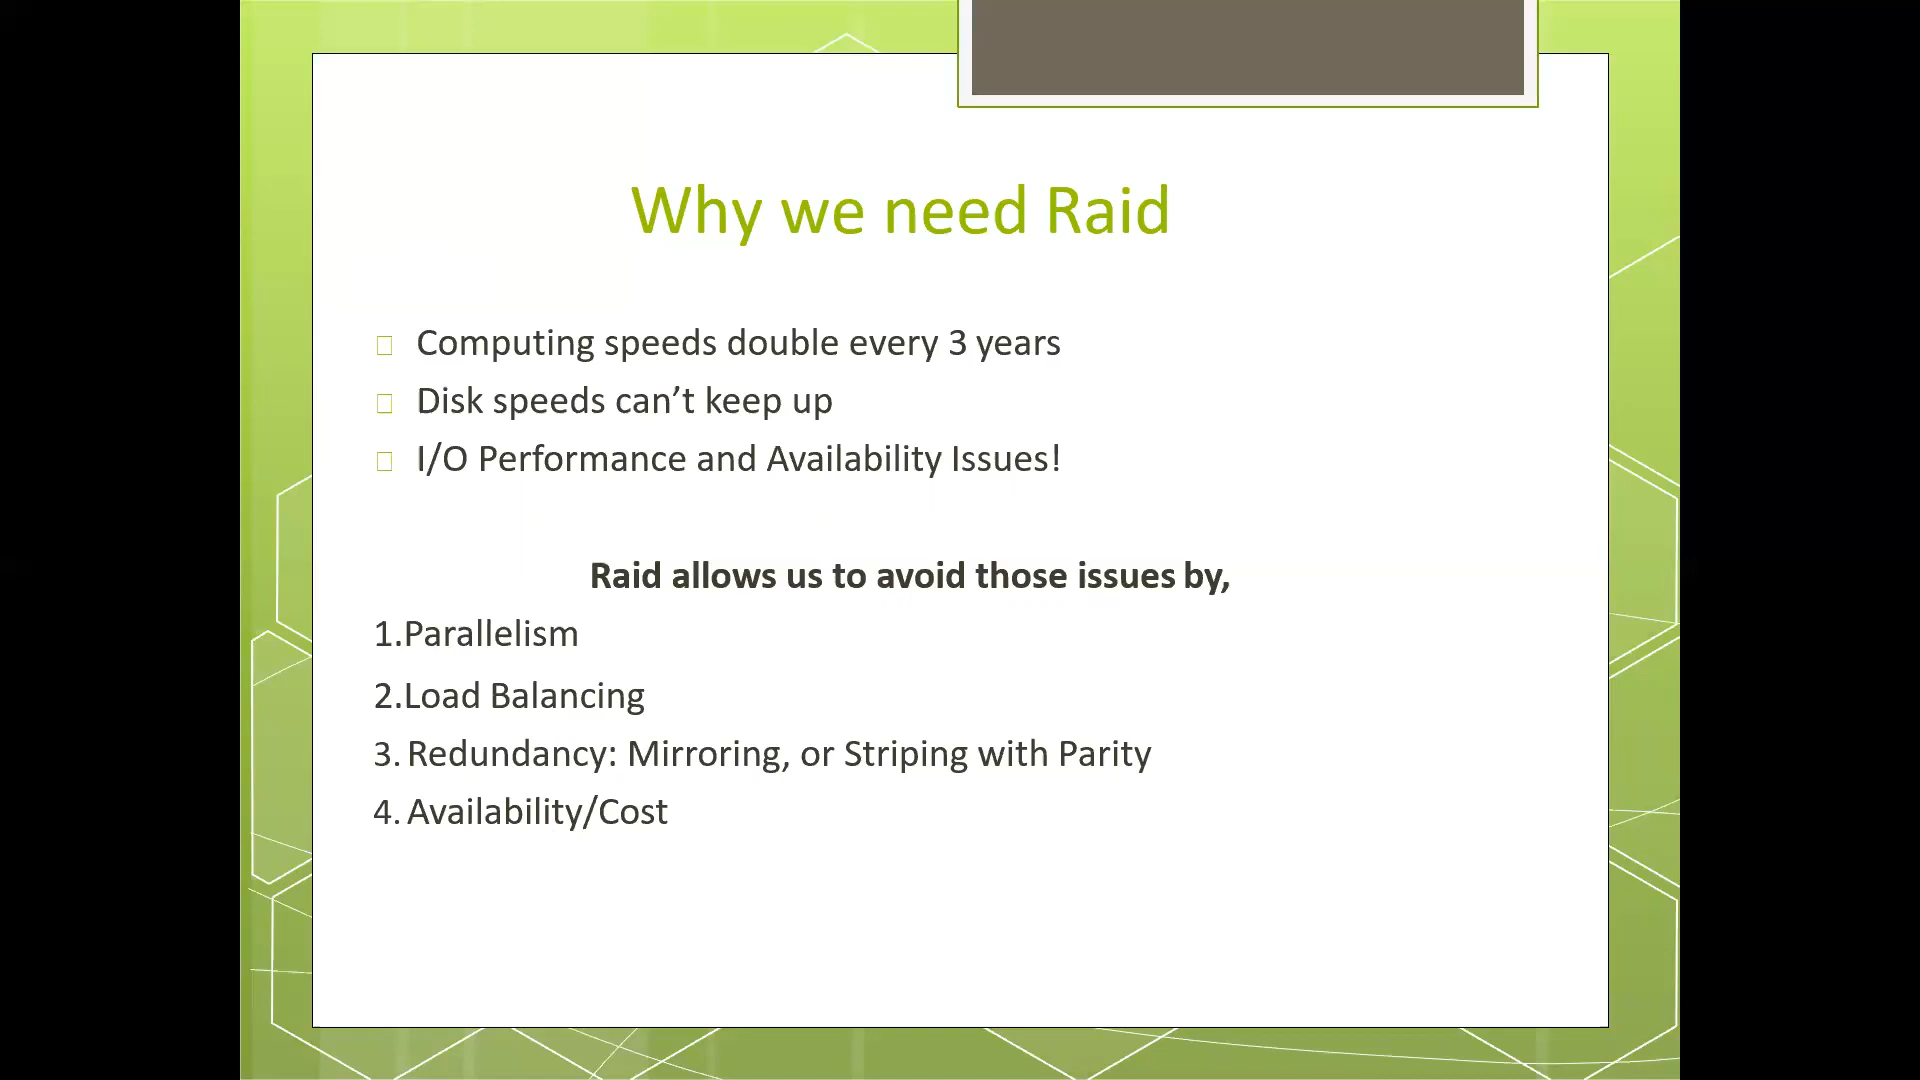 Why we need Raid
Computing speeds double every 3 years
Disk speeds can’t keep up
I/O Performance and Availability Issues!
Raid allows us to avoid those issues by,
1.Parallelism
2.Load Balancing
3. Redundancy: Mirroring, or Striping with Parity
4. Availability/Cost